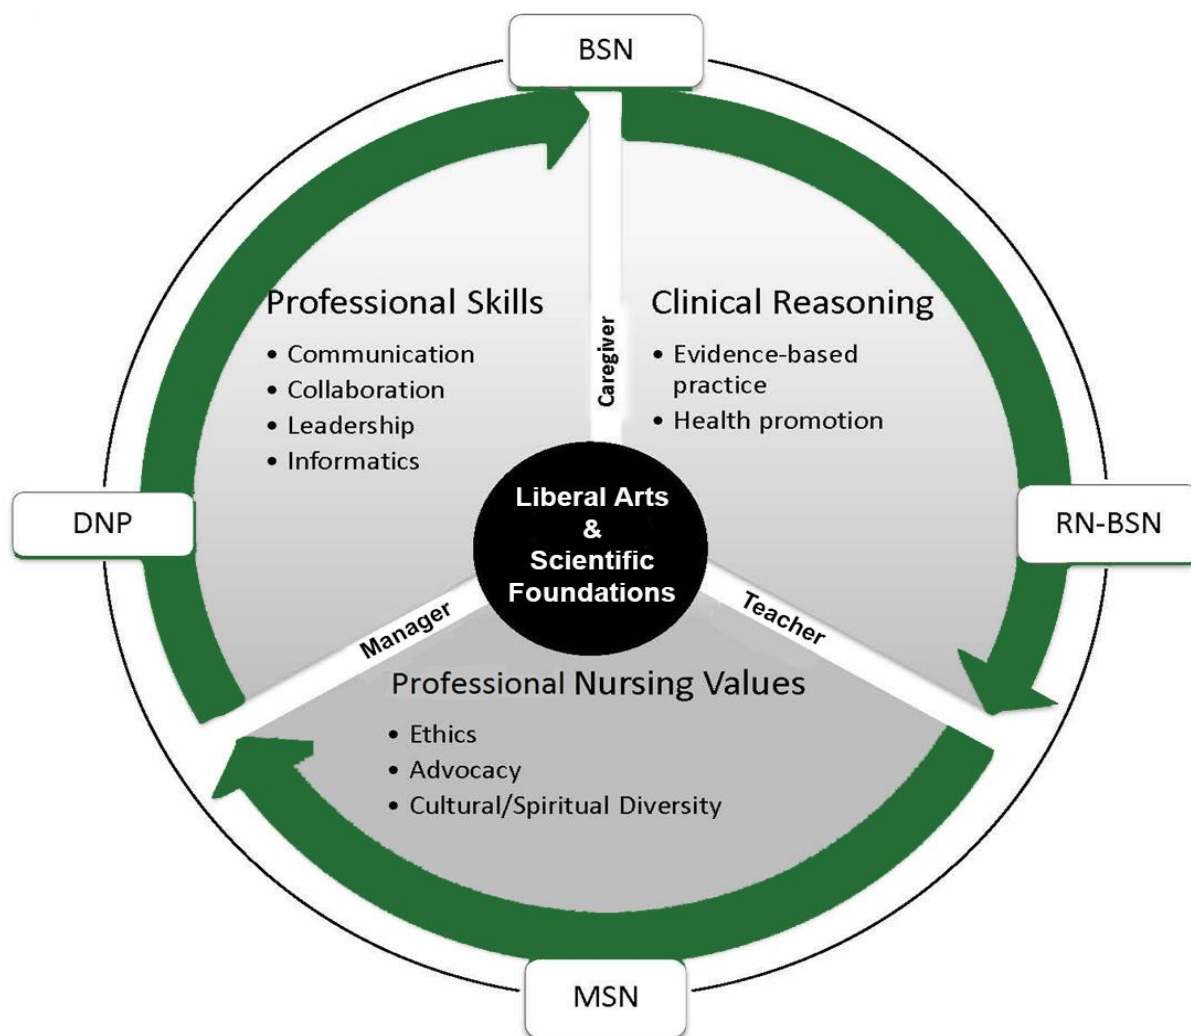 BSN
Professional Skills
• Communication
• Collaboration
• Leadership
• Informatics
Caregiver
Clinical Reasoning
• Evidence-based
practice
• Health promotion
DNP
Liberal Arts
&
Scientific
Foundations
RN-BSN
Manager
Teacher
Professional Nursing Values
• Ethics
• Advocacy
• Cultural/Spiritual Diversity
MSN